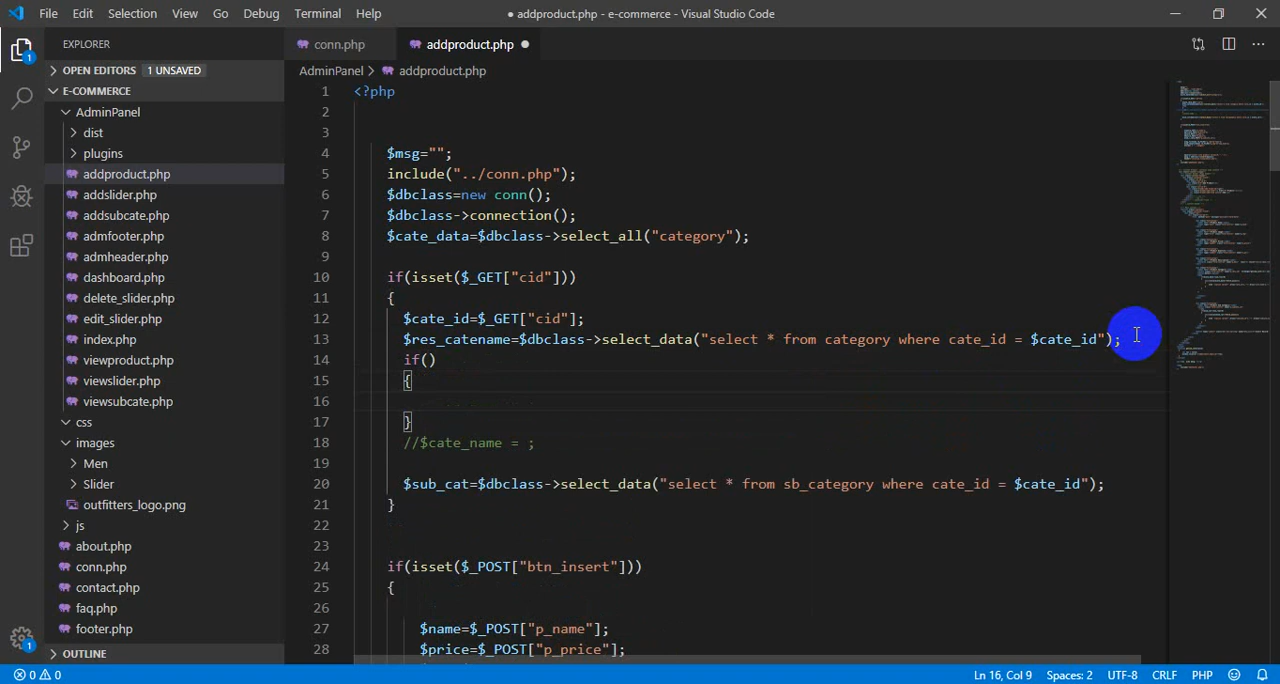 File Edit Selection View Go Debug Terminal Help
● addproduct.php - e-commerce - Visual Studio Code
EXPLORER
OPEN EDITORS 1 UNSAVED
E-COMMERCE
AdminPanel
dist
plugins
addproduct.php
addslider.php
addsubcate.php
admfooter.php
admheader.php
dashboard.php
delete_slider.php
edit_slider.php
index.php
viewproduct.php
viewslider.php
viewsubcate.php
css
images
Men
Slider
outfitters_logo.png
js
about.php
conn.php
contact.php
faq.php
footer.php
OUTLINE
conn.php addproduct.php
AdminPanel > addproduct.php
1 <?php
2
3
4 $msg="";
5 include("../conn.php");
6 $dbclass=new conn();
7 $dbclass->connection();
8 $cate_data=$dbclass->select_all("category");
9
10 if(isset($_GET["cid"]))
11 {
12 $cate_id=$_GET["cid"];
13 $res_catename=$dbclass->select_data("select * from category where cate_id = $cate_id");
14 if()
15 {
16
17 }
18 //$cate_name = ;
19
20 $sub_cat=$dbclass->select_data("select * from sb_category where cate_id = $cate_id");
21 }
22
23
24 if(isset($_POST["btn_insert"]))
25 {
26
27 $name=$_POST["p_name"];
28 $price=$_POST["p_price"];
1
1
0 0 Ln 16, Col 9 Spaces: 2 UTF-8 CRLF PHP